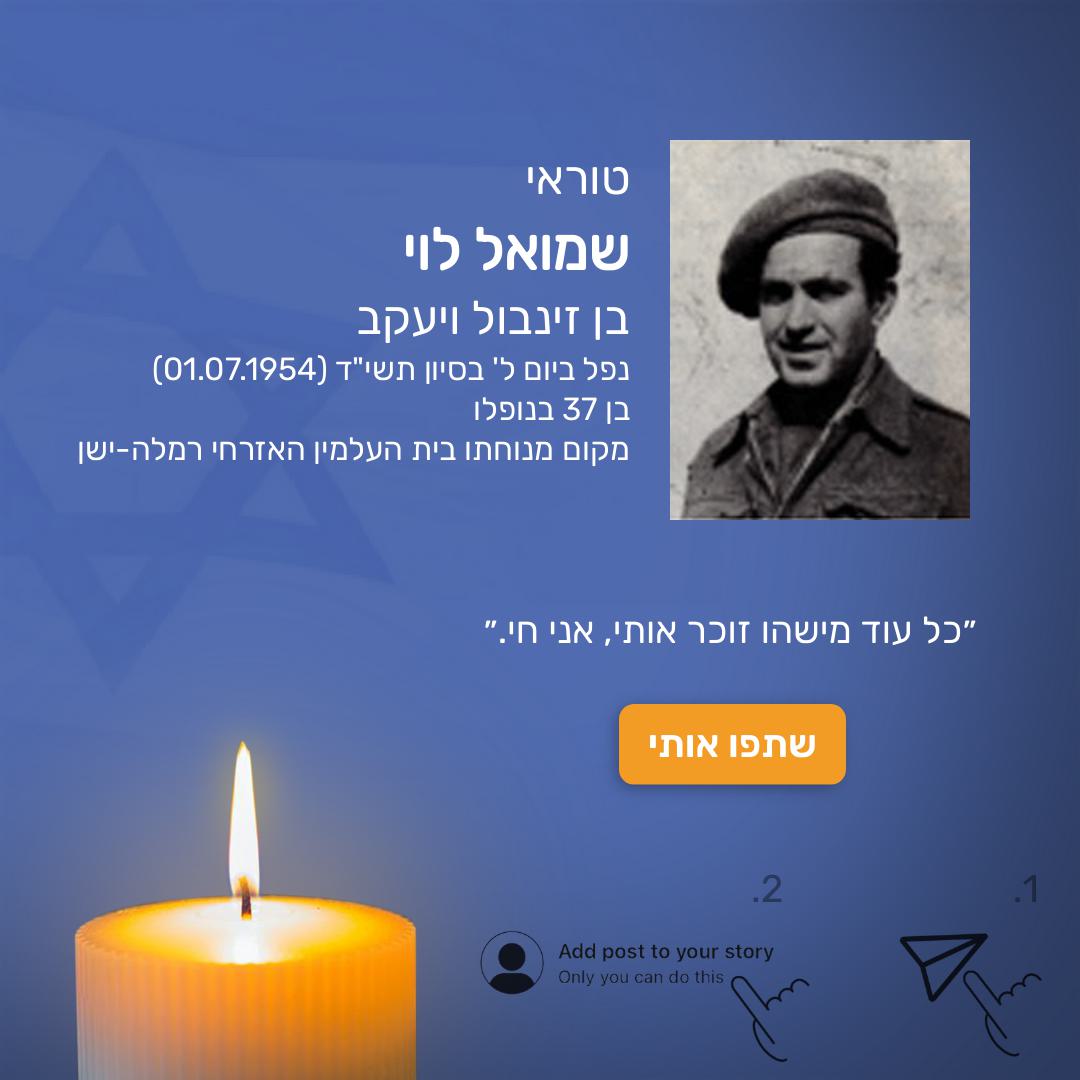 טוראי
שמואל לוי
בן זינבול ויעקב
נפל ביום ל' בסיון תשי"ד (01.07.1954)
בן 37 בנופלו
מקום מנוחתו בית העלמין האזרחי רמלה-ישן
״כל עוד מישהו זוכר אותי, אני חי.״
שתפו אותי
1.
2.
Add post to your story
Only you can do this